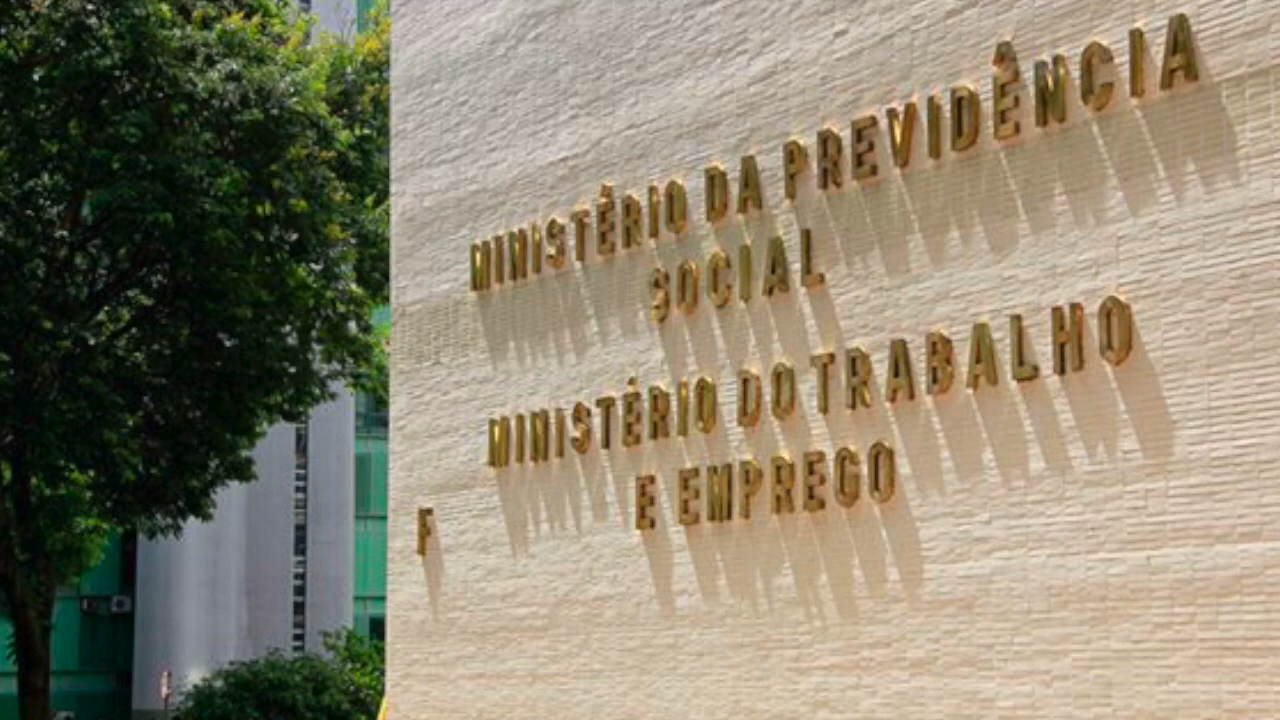 MINISTÉRIO DA PREVIDÊNCIA
SOCIAL
MINISTÉRIO DO TRABALHO
E EMPREGO
F